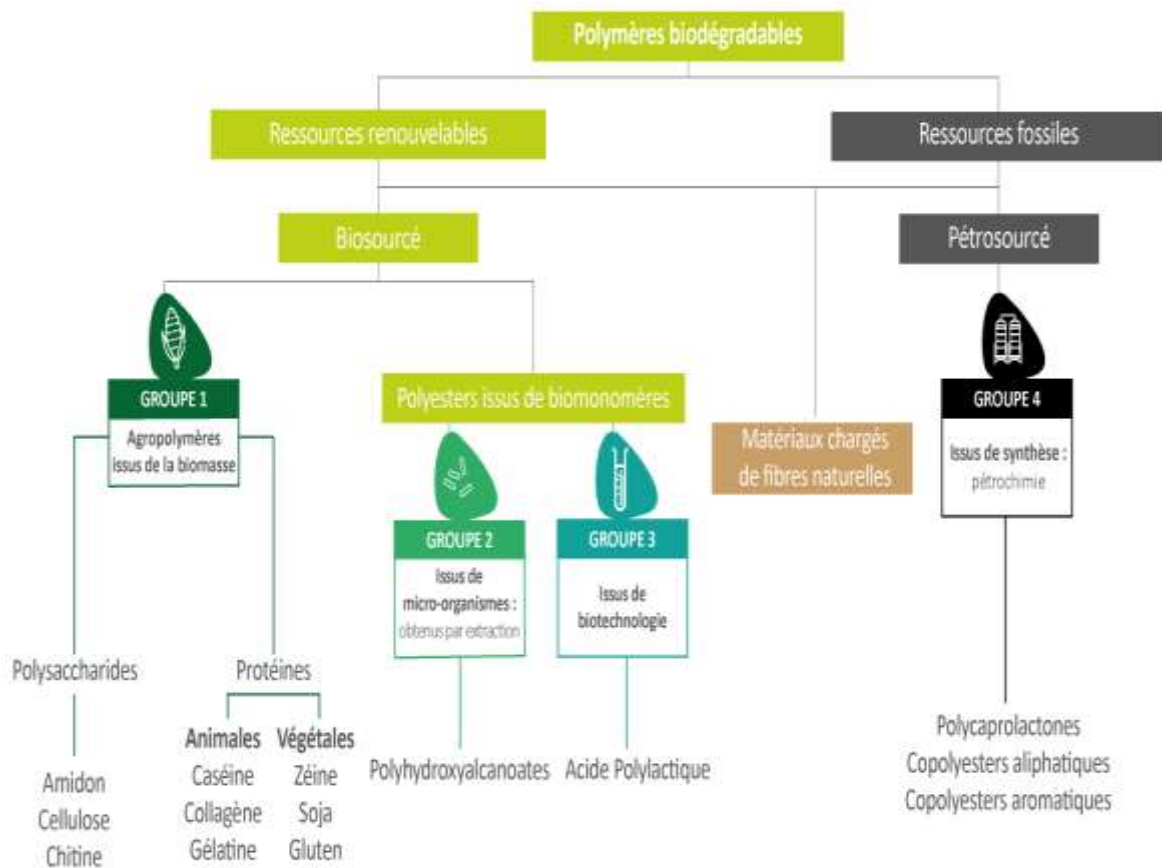 Polymères biodégradables
Ressources renouvelables
Ressources fossiles
Biosourcé
Pétrosourcé
GROUPE 1
Agropolymères
issus de la biomasse
Polysaccharides
Amidon
Cellulose
Chitine
Protéines
Animales
Caséine
Collagène
Gélatine
Végétales
Zéine
Soja
Gluten
Polyesters issus de biomonomères
GROUPE 2
Issus de
micro-organismes :
obtenus par extraction
Polyhydroxyalcanoates
GROUPE 3
Issus de
biotechnologie
Acide Polylactique
Matériaux chargés
de fibres naturelles
GROUPE 4
Issus de synthèse :
pétrochimie
Polycaprolactones
Copolyesters aliphatiques
Copolyesters aromatiques